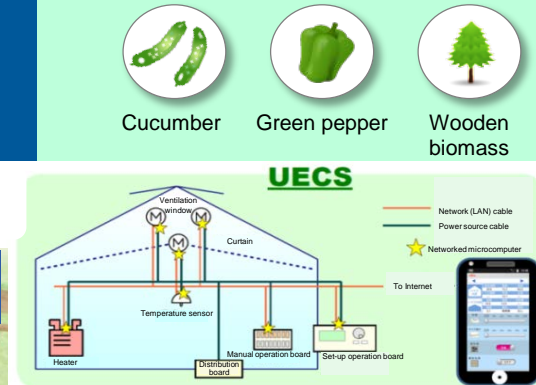 Cucumber
Green pepper
Wooden
biomass
UECS
Ventilation
window
M
M
M
Curtain
Network (LAN) cable
Power source cable
Networked microcomputer
To Internet
Temperature sensor
Heater
Manual operation board
Set-up operation board
Distribution
board